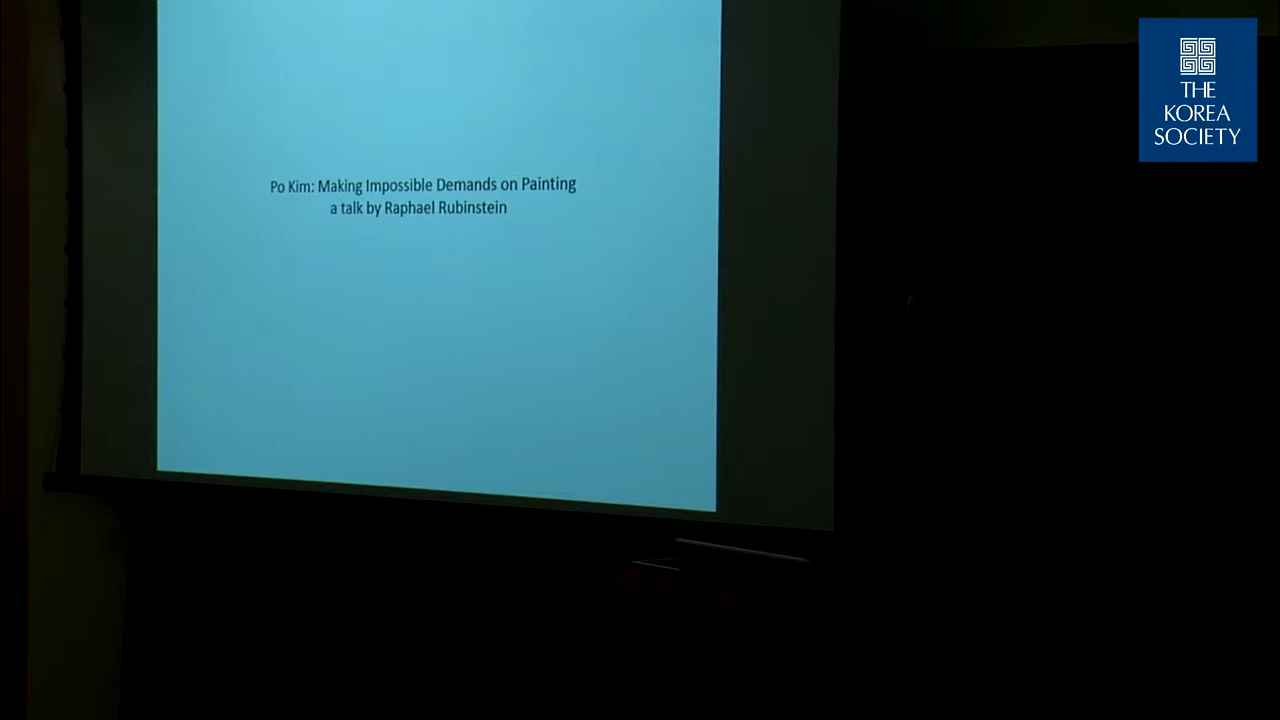 Po Kim: Making Impossible Demands on Painting
a talk by Raphael Rubinstein
THE
KOREA
SOCIETY